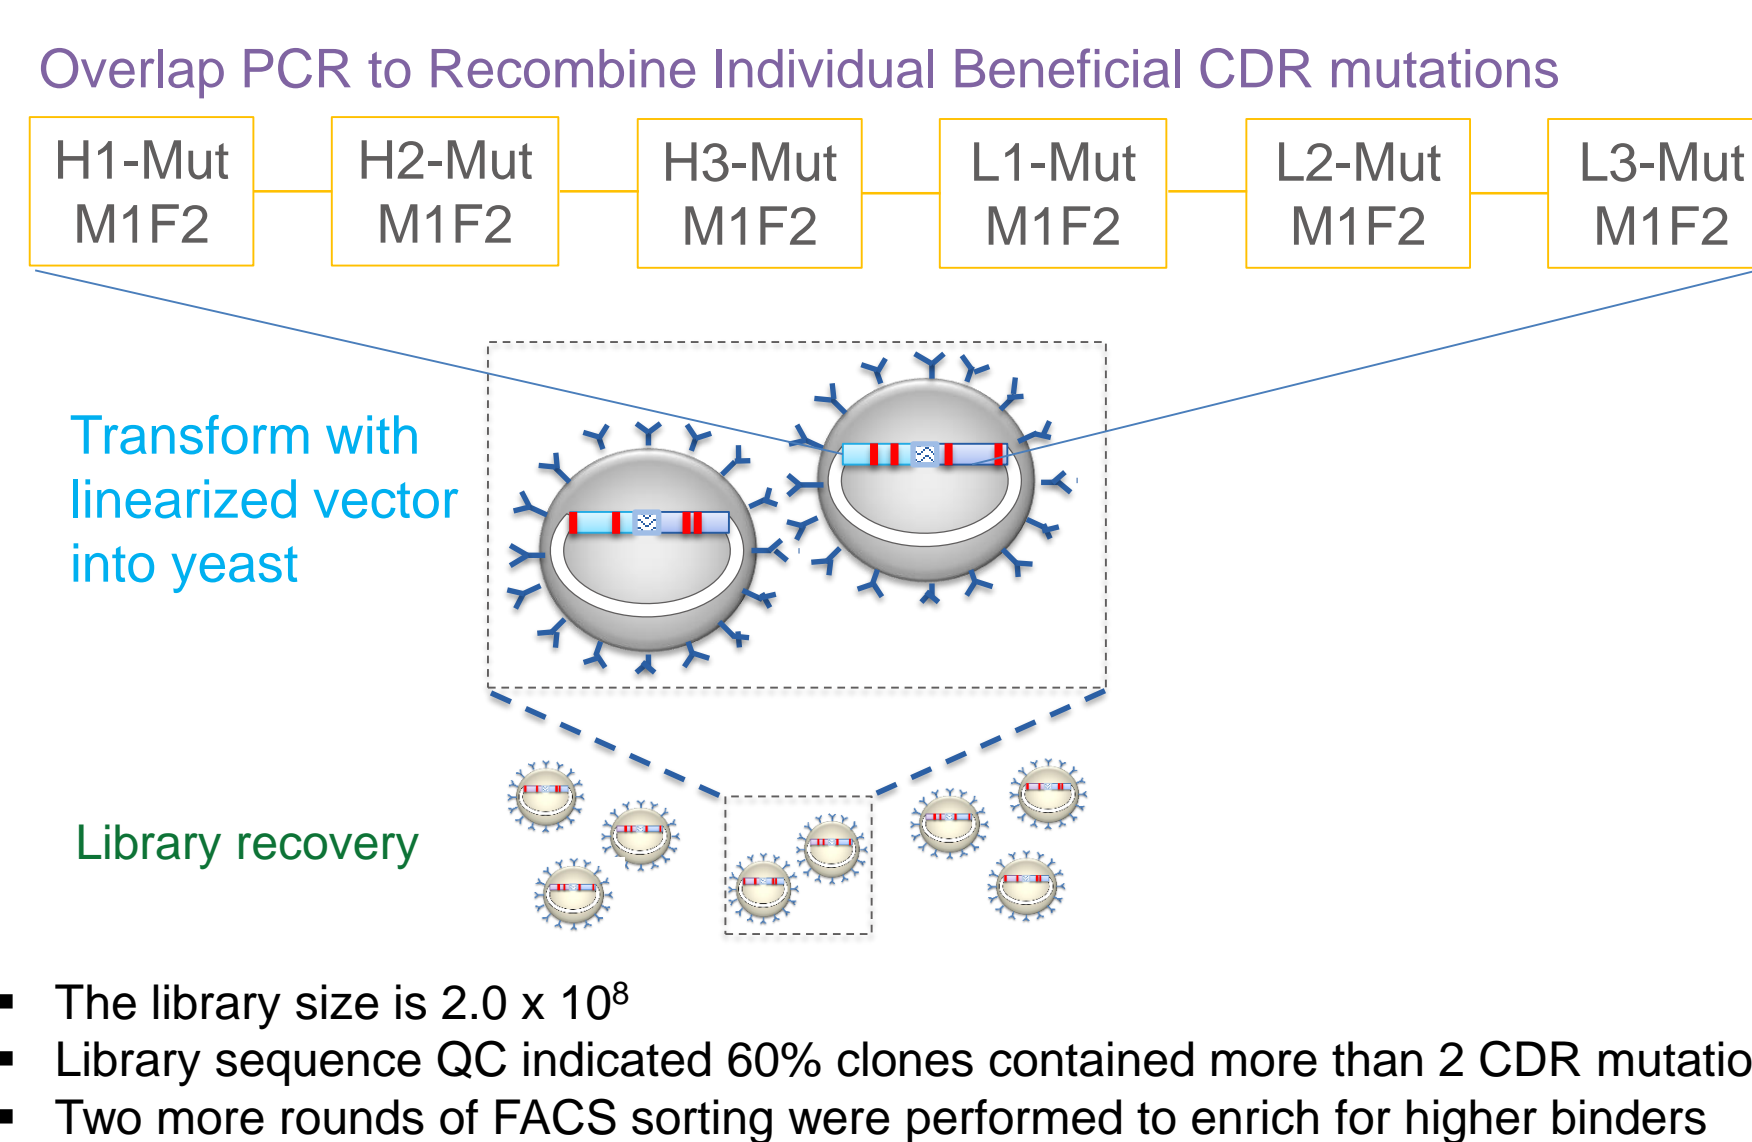 Overlap PCR to Recombine Individual Beneficial CDR mutations
H1-Mut
M1F2
H2-Mut
M1F2
H3-Mut
M1F2
L1-Mut
M1F2
L2-Mut
M1F2
L3-Mut
M1F2
Transform with
linearized vector
into yeast
Library recovery
▪ The library size is 2.0 x 10⁸
▪ Library sequence QC indicated 60% clones contained more than 2 CDR mutatio
▪ Two more rounds of FACS sorting were performed to enrich for higher binders